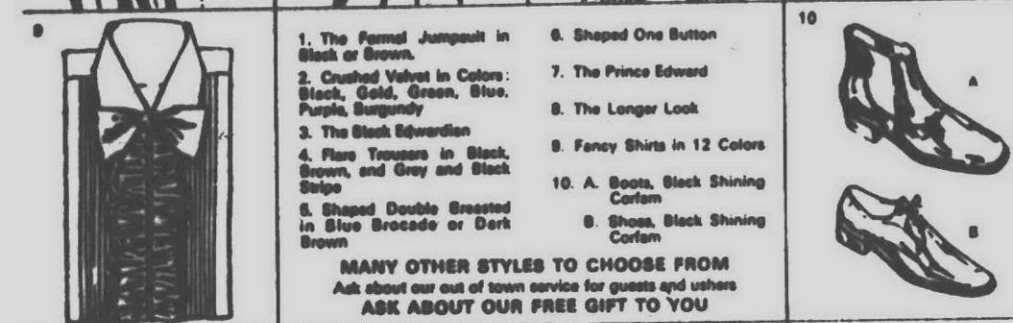 9
1. The Formal Jumpsuit in
Black or Brown.
2. Crushed Velvet in Colors:
Black, Gold, Green, Blue,
Purple, Burgundy
3. The Black Edwardian
4. Flare Trousers in Black,
Brown, and Grey and Black
Stripe
5. Shaped Double Breasted
in Blue Brocade or Dark
Brown
6. Shaped One Button
7. The Prince Edward
8. The Longer Look
9. Fancy Shirts in 12 Colors
10. A. Boots, Black Shining
Corfam
B. Shoes, Black Shining
Corfam
MANY OTHER STYLES TO CHOOSE FROM
Ask about our out of town service for guests and ushers
ASK ABOUT OUR FREE GIFT TO YOU
10
A
B